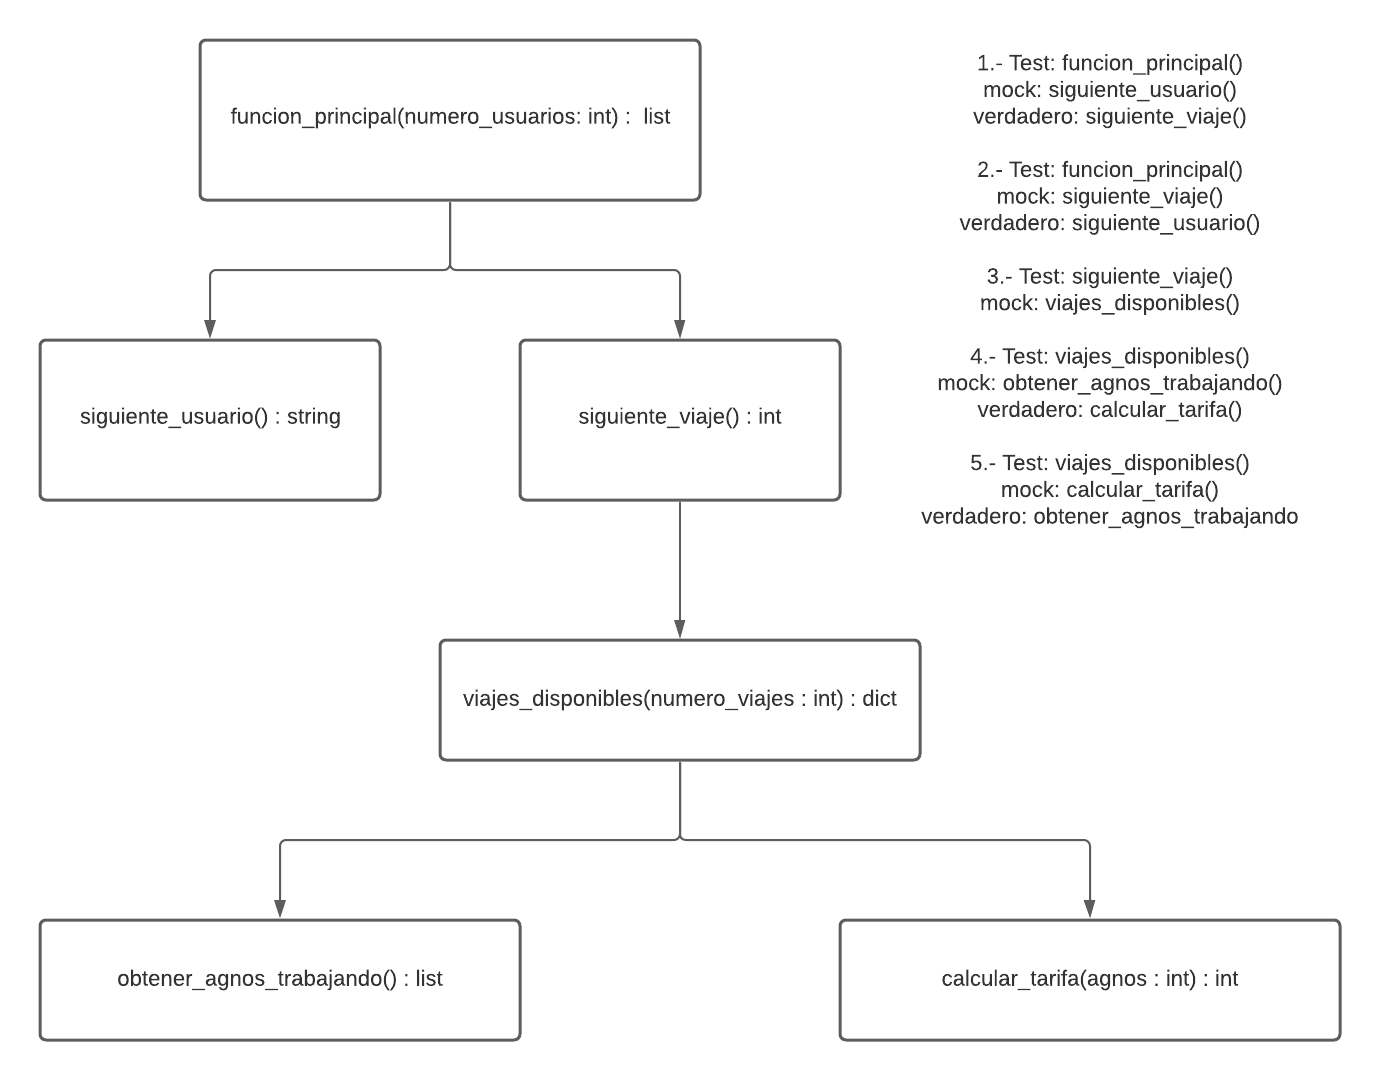 funcion_principal(numero_usuarios: int) :  list
siguiente_usuario() : string
siguiente_viaje() : int
viajes_disponibles(numero_viajes : int) : dict
obtener_agnos_trabajando() : list
calcular_tarifa(agnos : int) : int
1.- Test: funcion_principal()
mock: siguiente_usuario()
verdadero: siguiente_viaje()
2.- Test: funcion_principal()
mock: siguiente_viaje()
verdadero: siguiente_usuario()
3.- Test: siguiente_viaje()
mock: viajes_disponibles()
4.- Test: viajes_disponibles()
mock: obtener_agnos_trabajando()
verdadero: calcular_tarifa()
5.- Test: viajes_disponibles()
mock: calcular_tarifa()
verdadero: obtener_agnos_trabajando